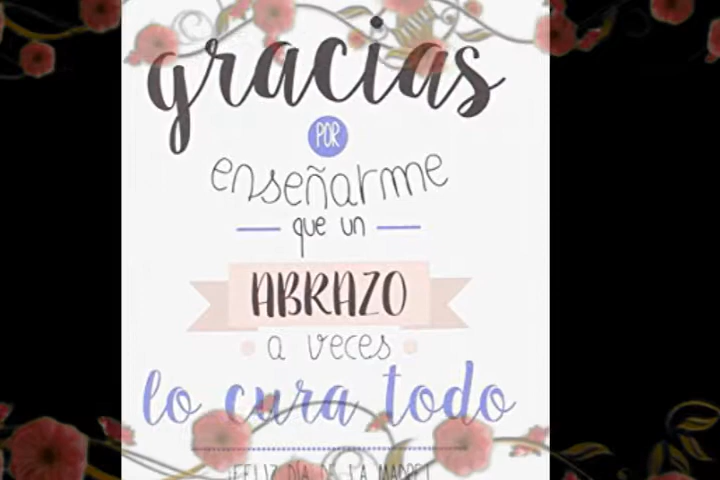 gracias
POR
enseñarme
que un
ABRAZO
a veces
lo cura todo
¡FELIZ DÍA DE LA MADRE!